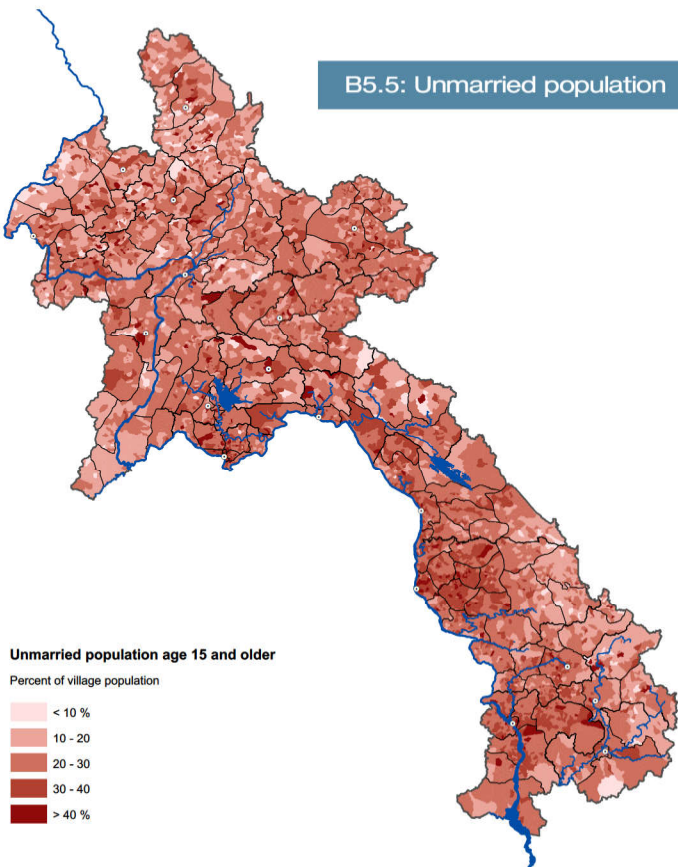 B5.5: Unmarried population
Unmarried population age 15 and older
Percent of village population
< 10 %
10 - 20
20 - 30
30 - 40
> 40 %